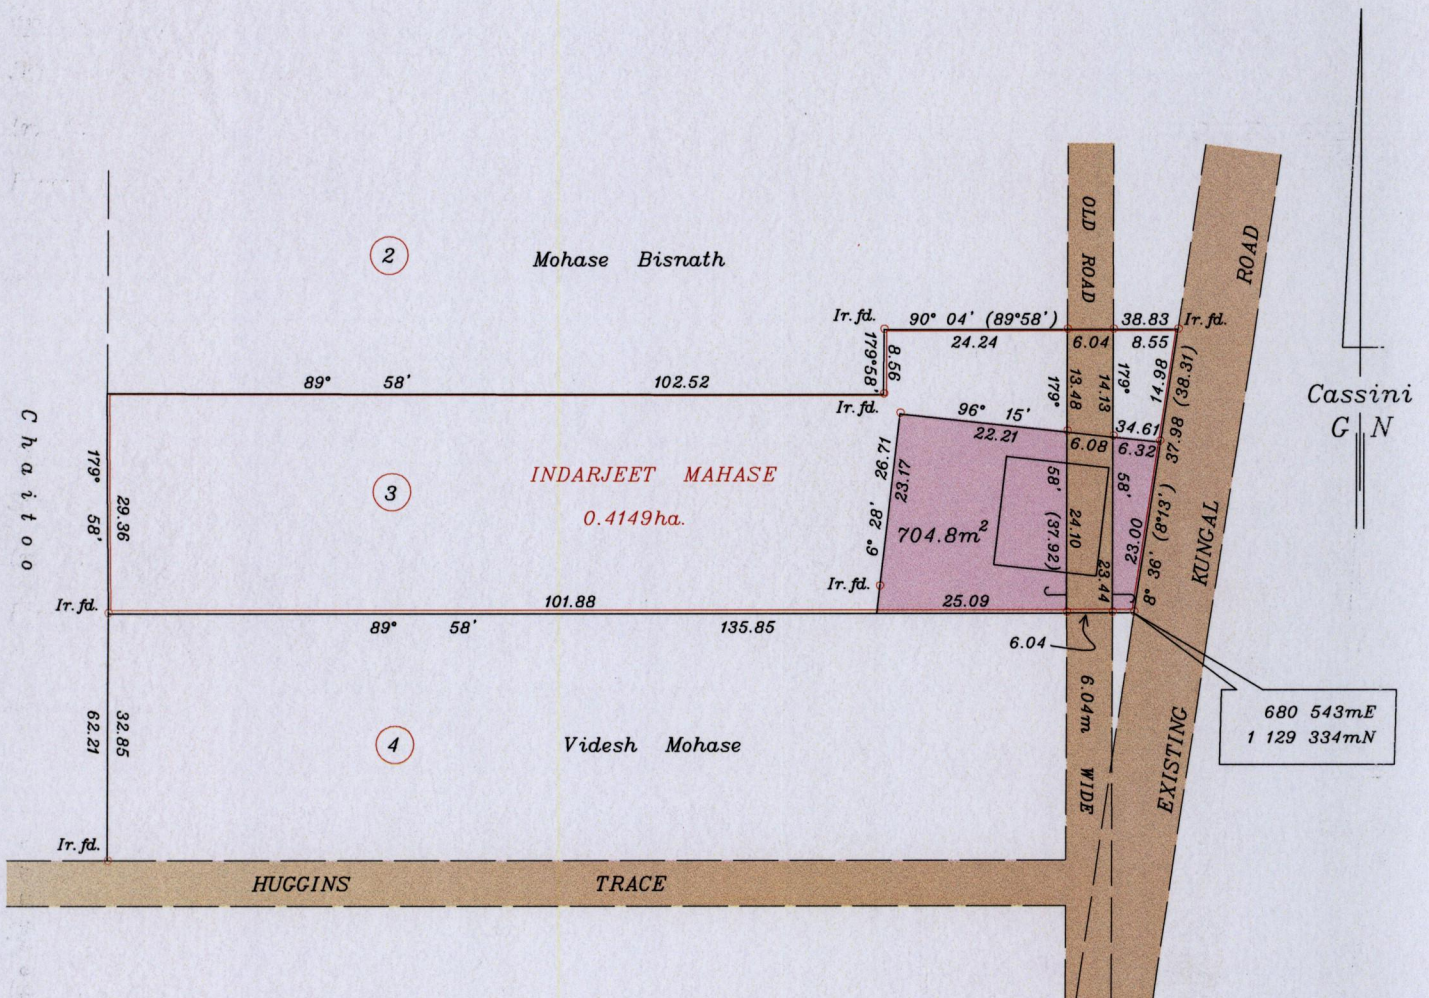 2
Mohase Bisnath
OLD ROAD
ROAD
Ir. fd.
90° 04' (89°58')
38.83
Ir. fd.
24.24
6.04
8.55
179°58'
8.56
179°
13.48
14.13
179°
14.98
(38.31)
89° 58'
102.52
Ir. fd.
96° 15'
34.61
22.21
6.08
6.32
37.98
Cassini
G N
Chaitoo
179° 58'
29.36
3
INDARJEET MAHASE
0.4149ha.
26.71
23.17
6° 28'
704.8m²
58'
(37.92)
24.10
58'
23.44
23.00
8° 36' (8°13')
KUNGAL
Ir. fd.
Ir. fd.
101.88
25.09
89° 58'
135.85
6.04
32.85
62.21
4
Videsh Mohase
6.04m WIDE
EXISTING
680 543mE
1 129 334mN
Ir. fd.
HUGGINS TRACE